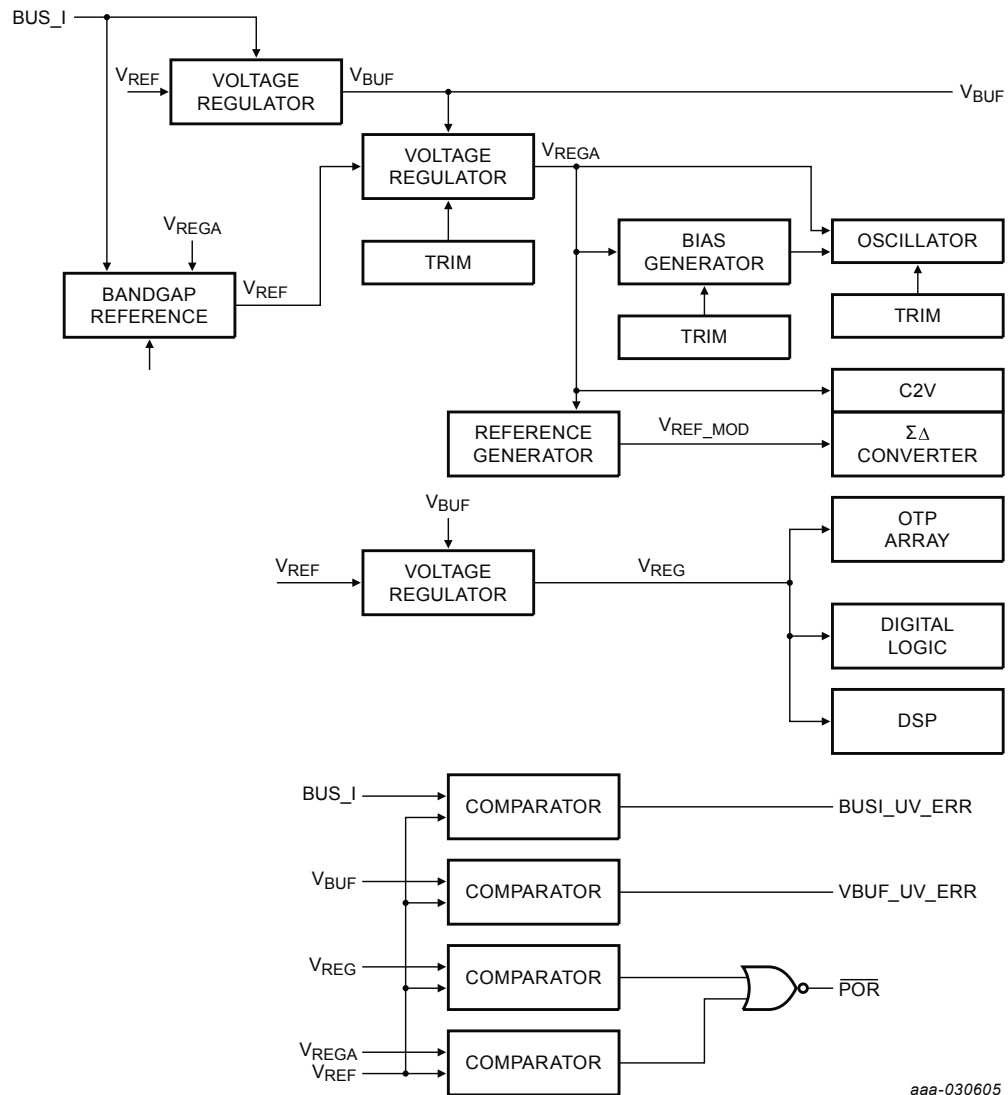 BUS_I
VREF
VOLTAGE
REGULATOR
VBUF
VBUF
VOLTAGE
REGULATOR
VREGA
VREGA
TRIM
BIAS
GENERATOR
OSCILLATOR
BANDGAP
REFERENCE
VREF
TRIM
TRIM
C2V
REFERENCE
GENERATOR
VREF_MOD
ΣΔ
CONVERTER
VBUF
VREF
VOLTAGE
REGULATOR
VREG
OTP
ARRAY
DIGITAL
LOGIC
DSP
BUS_I
COMPARATOR
BUSI_UV_ERR
VBUF
COMPARATOR
VBUF_UV_ERR
VREG
COMPARATOR
P̅O̅R̅
VREGA
VREF
COMPARATOR
aaa-030605